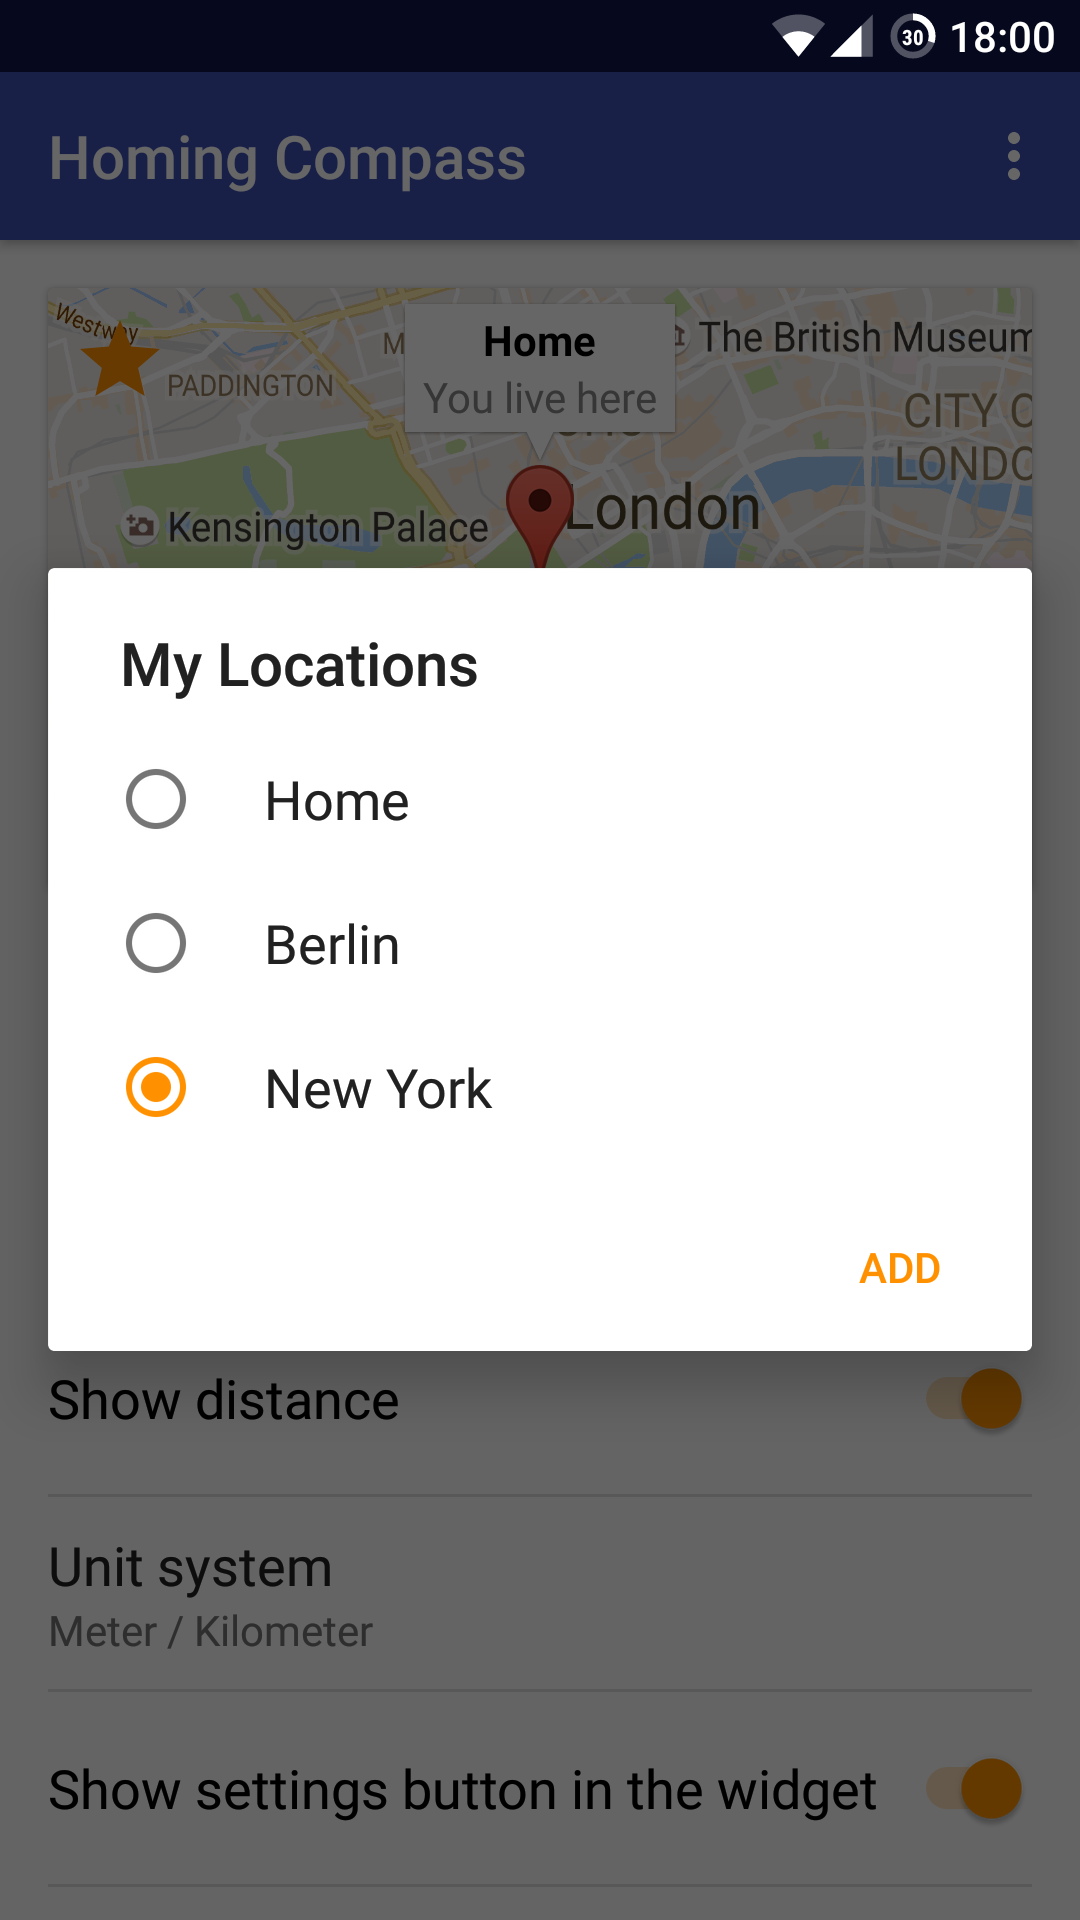 30 18:00
Homing Compass
Westway
Home
The British Museum
PADDINGTON
You live here
CITY O
LONDO
London
Kensington Palace
My Locations
Home
Berlin
New York
ADD
Show distance
Unit system
Meter / Kilometer
Show settings button in the widget